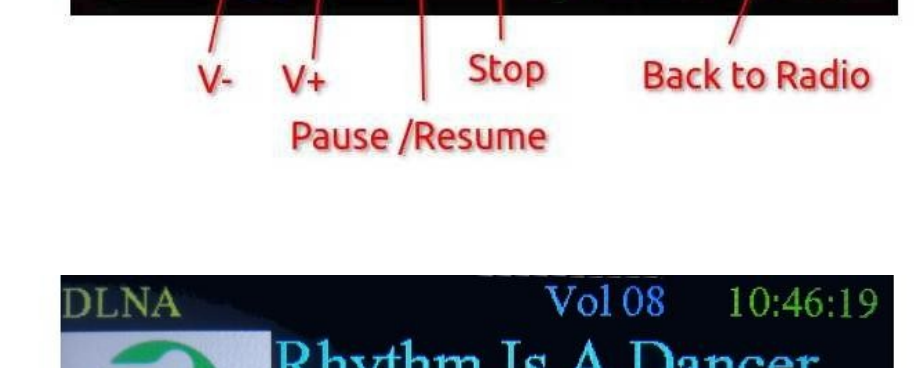 V- V+ Stop Back to Radio
Pause /Resume
DLNA Vol 08 10:46:19
Rhythm Is A Dancer